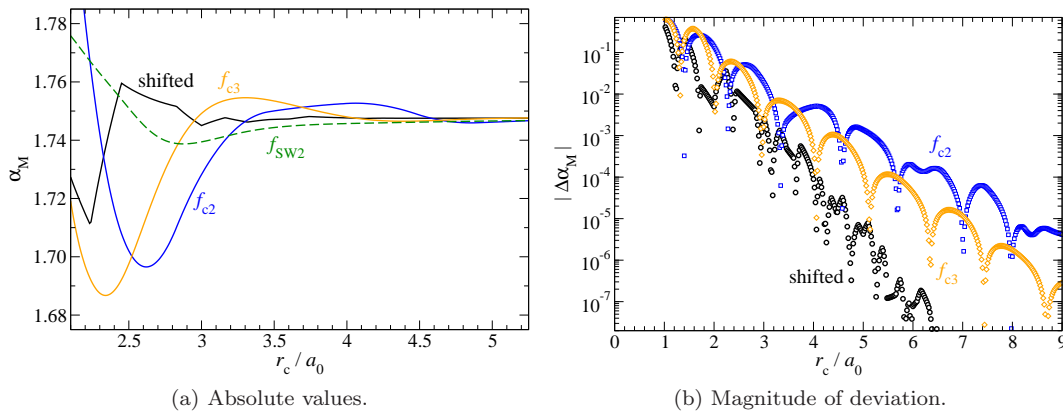 1.78
1.76
1.74
1.72
1.70
1.68
α_M
shifted
f_c3
f_SW2
f_c2
2.5 3 3.5 4 4.5 5
r_c / a_0
(a) Absolute values.
10^-1
10^-2
10^-3
10^-4
10^-5
10^-6
10^-7
| Δα_M |
f_c2
shifted
f_c3
0 1 2 3 4 5 6 7 8 9
r_c / a_0
(b) Magnitude of deviation.